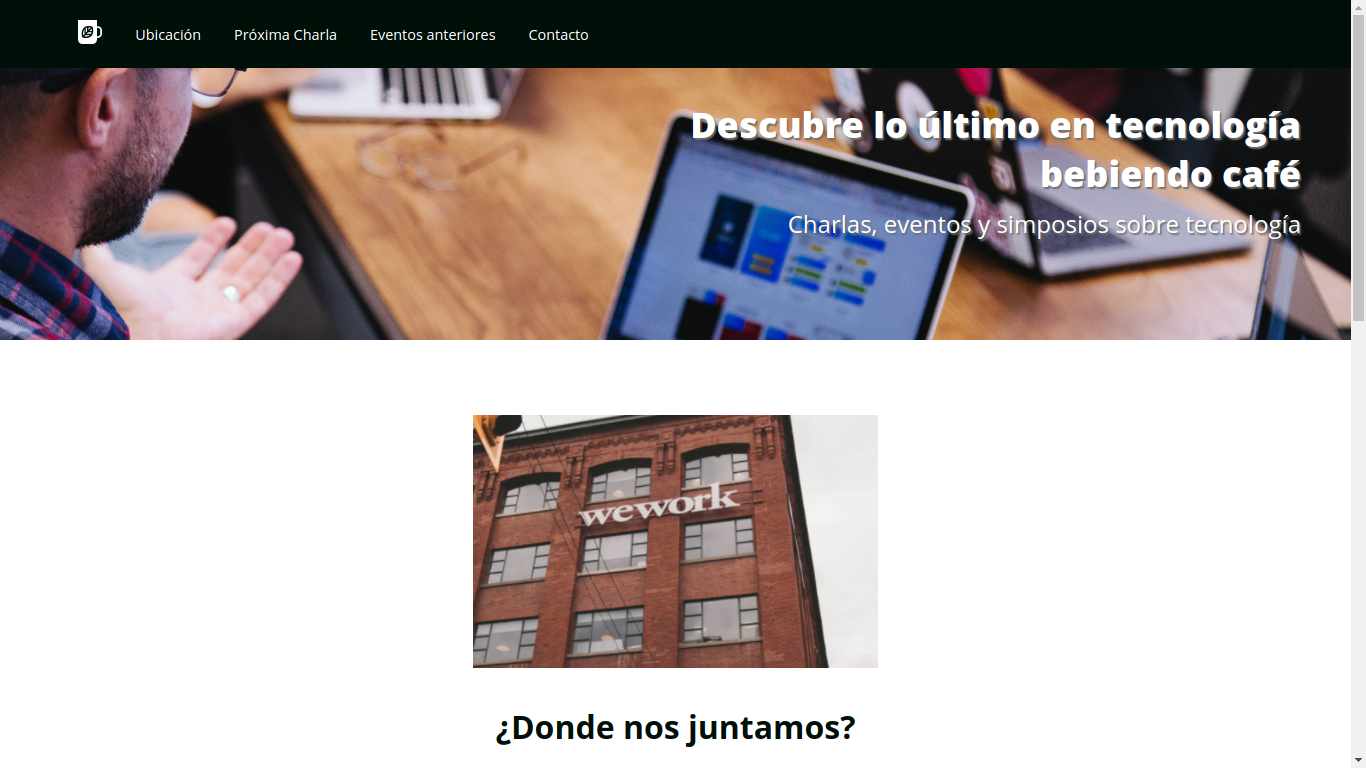 Ubicación Próxima Charla Eventos anteriores Contacto
Descubre lo último en tecnología
bebiendo café
Charlas, eventos y simposios sobre tecnología
wework
¿Donde nos juntamos?